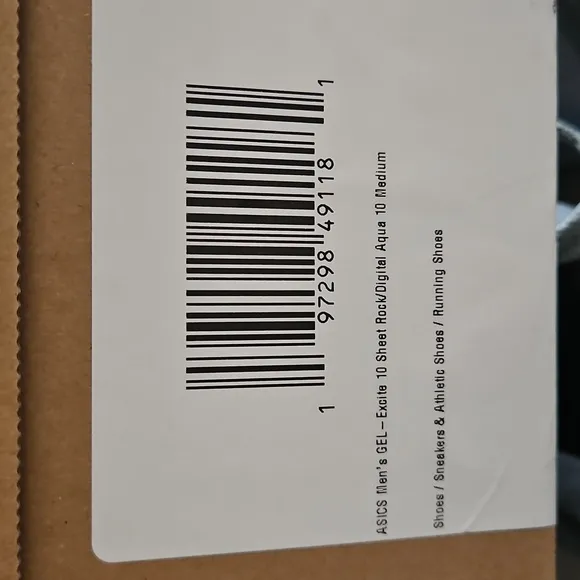 1 97298 49118 1
ASICS Men's GEL-Excite 10 Sheet Rock/Digital Aqua 10 Medium
Shoes / Sneakers & Athletic Shoes / Running Shoes